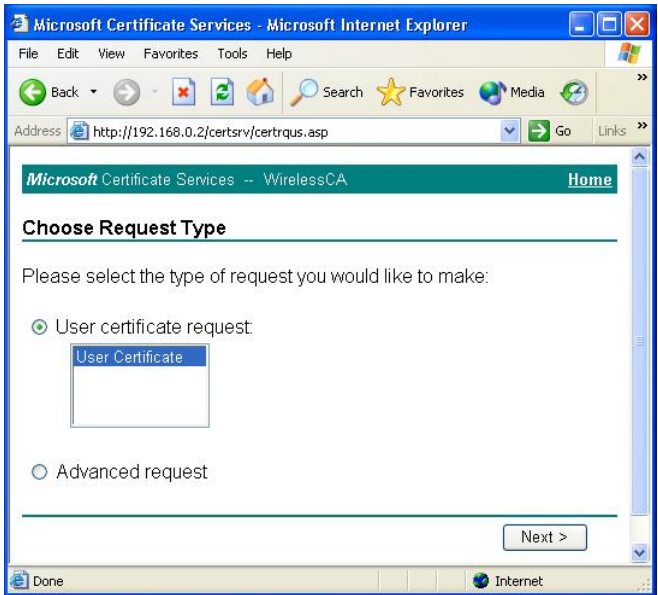 Microsoft Certificate Services - Microsoft Internet Explorer
File Edit View Favorites Tools Help
Back Search Favorites Media »
Address http://192.168.0.2/certsrv/certrqus.asp Go Links »
Microsoft Certificate Services -- WirelessCA Home
Choose Request Type
Please select the type of request you would like to make:
User certificate request:
User Certificate
Advanced request
Next >
Done Internet